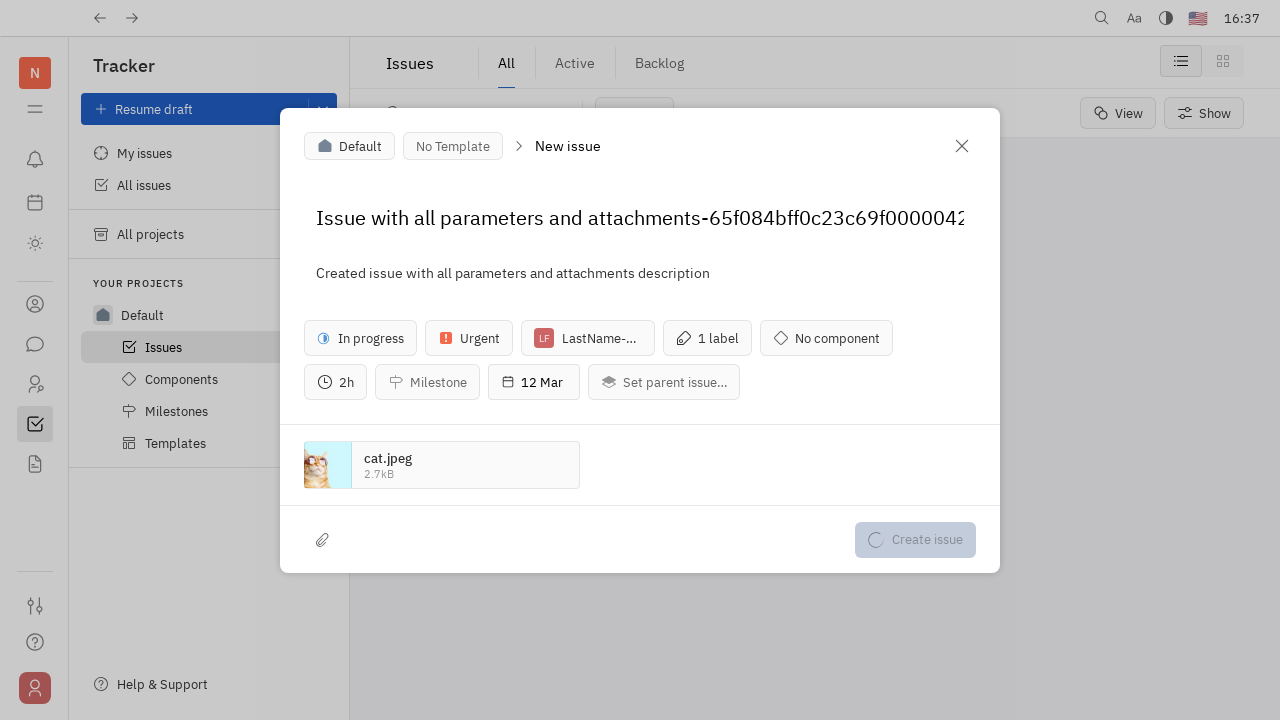 Aa
16:37
N
Tracker
Issues
All
Active
Backlog
Resume draft
View
Show
My issues
All issues
All projects
YOUR PROJECTS
Default
Issues
Components
Milestones
Templates
Help & Support
Default
No Template
New issue
Issue with all parameters and attachments-65f084bff0c23c69f0000042
Created issue with all parameters and attachments description
In progress
Urgent
LF
LastName-...
1 label
No component
2h
Milestone
12 Mar
Set parent issue...
cat.jpeg
2.7kB
Create issue